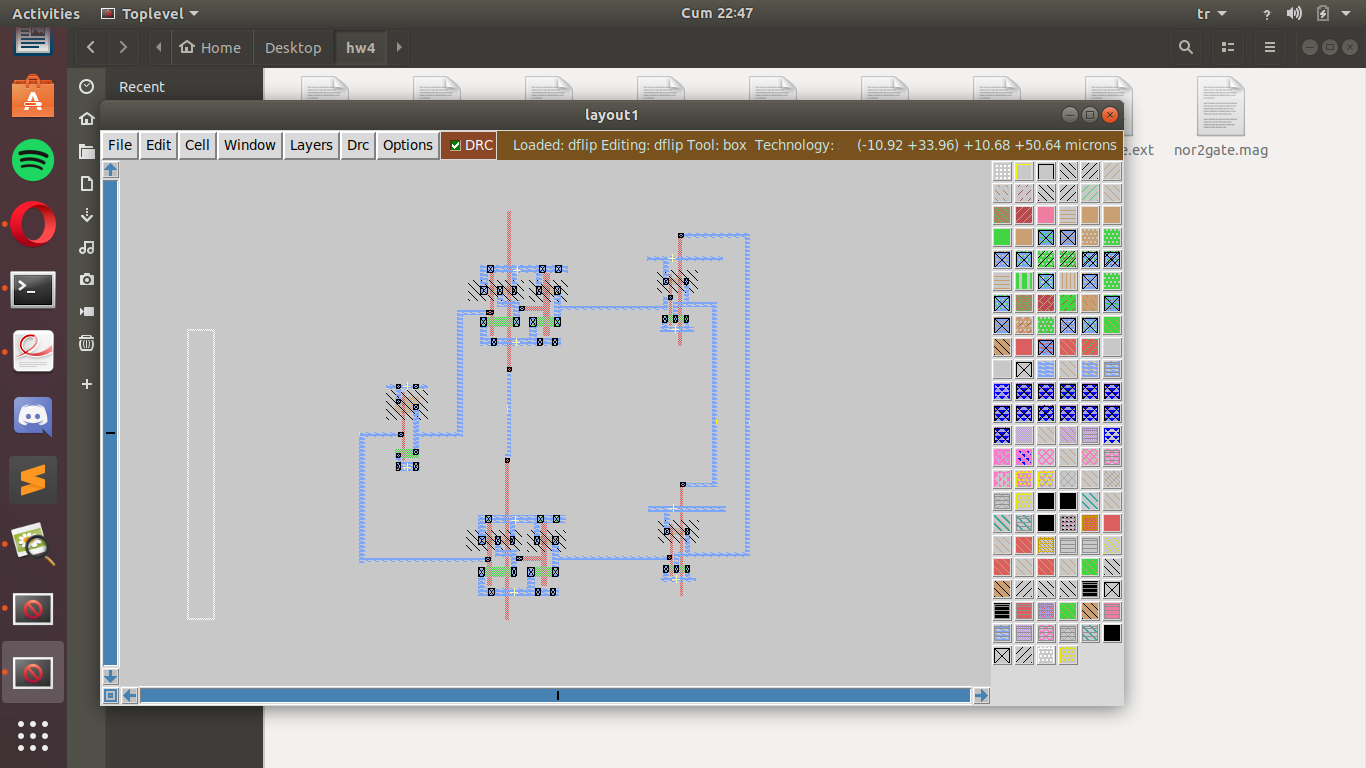 Activities Toplevel Cum 22:47 tr ?
Home Desktop hw4
Recent
layout1
File Edit Cell Window Layers Drc Options DRC Loaded: dflip Editing: dflip Tool: box Technology: (-10.92 +33.96) +10.68 +50.64 microns
e.ext nor2gate.mag